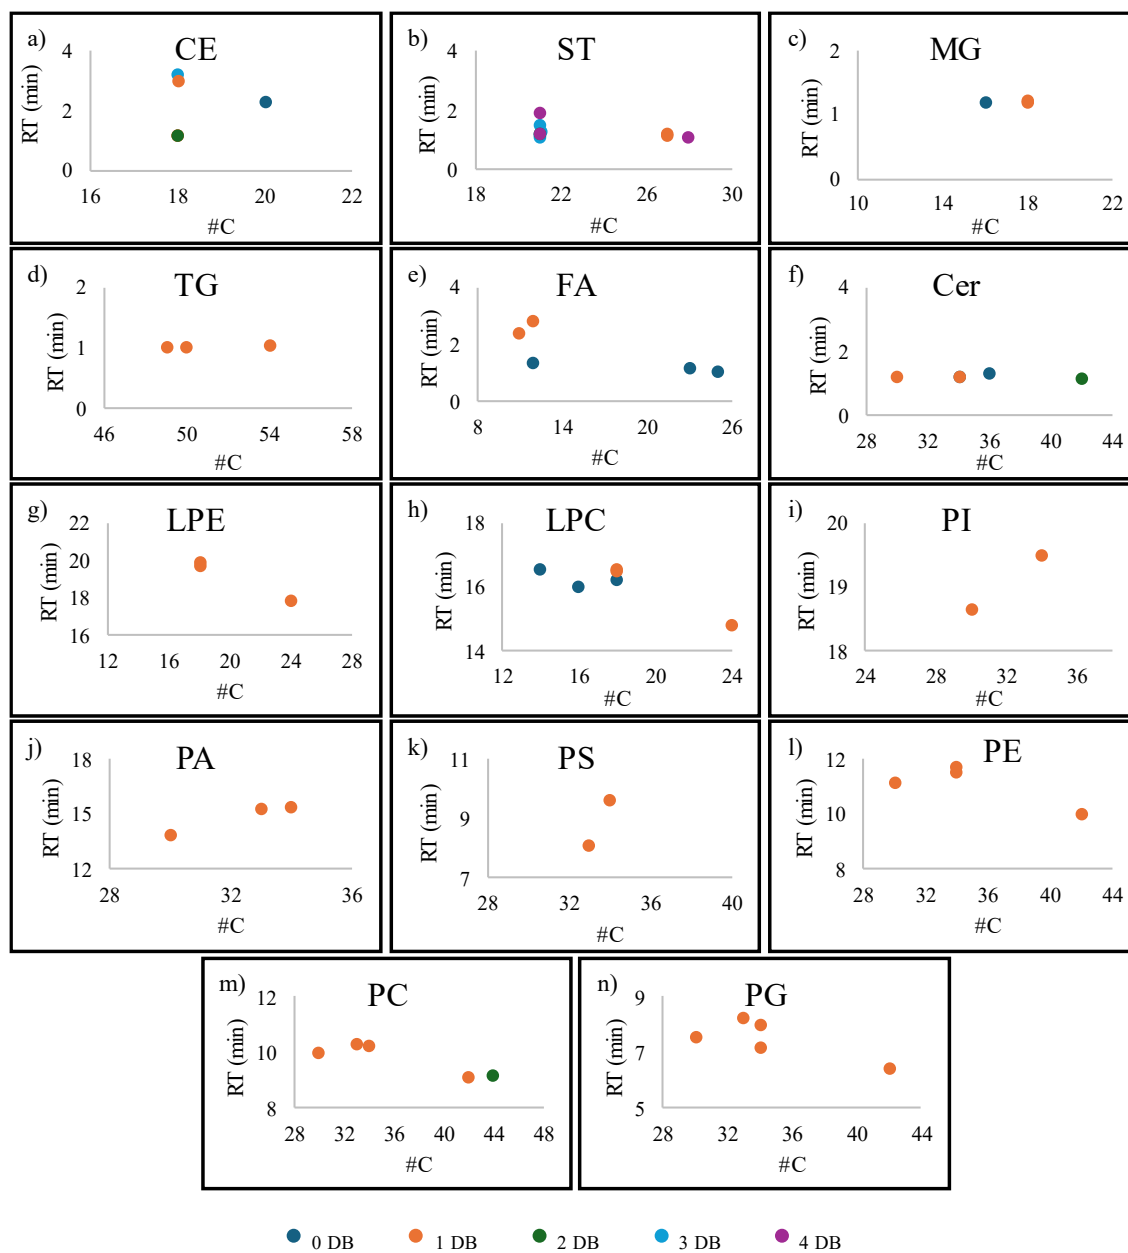 a) CE
RT (min)
4
2
0
16 18 20 22
#C
b) ST
RT (min)
6
4
2
0
18 22 26 30
#C
c) MG
RT (min)
2
1
0
10 14 18 22
#C
d) TG
RT (min)
2
1
0
46 50 54 58
#C
e) FA
RT (min)
4
2
0
8 14 20 26
#C
f) Cer
RT (min)
4
2
0
28 32 36 40 44
#C
g) LPE
RT (min)
22
20
18
16
12 16 20 24 28
#C
h) LPC
RT (min)
18
16
14
12 16 20 24
#C
i) PI
RT (min)
20
19
18
24 28 32 36
#C
j) PA
RT (min)
18
15
12
28 32 36
#C
k) PS
RT (min)
11
9
7
28 32 36 40
#C
l) PE
RT (min)
12
10
8
28 32 36 40 44
#C
m) PC
RT (min)
12
10
8
28 32 36 40 44 48
#C
n) PG
RT (min)
9
7
5
28 32 36 40 44
#C
0 DB 1 DB 2 DB 3 DB 4 DB